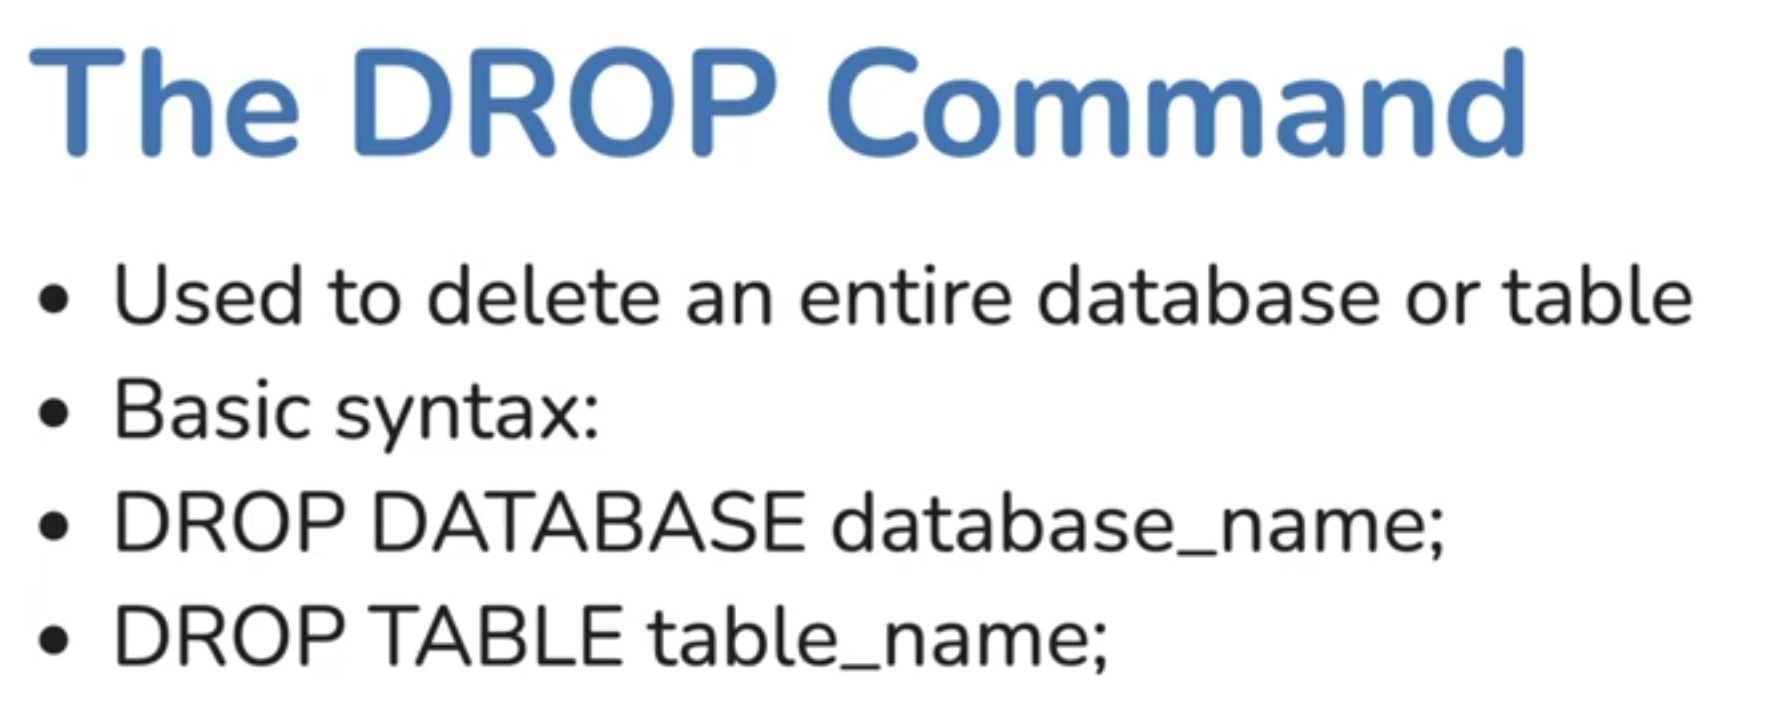 The DROP Command
• Used to delete an entire database or table
• Basic syntax:
• DROP DATABASE database_name;
• DROP TABLE table_name;